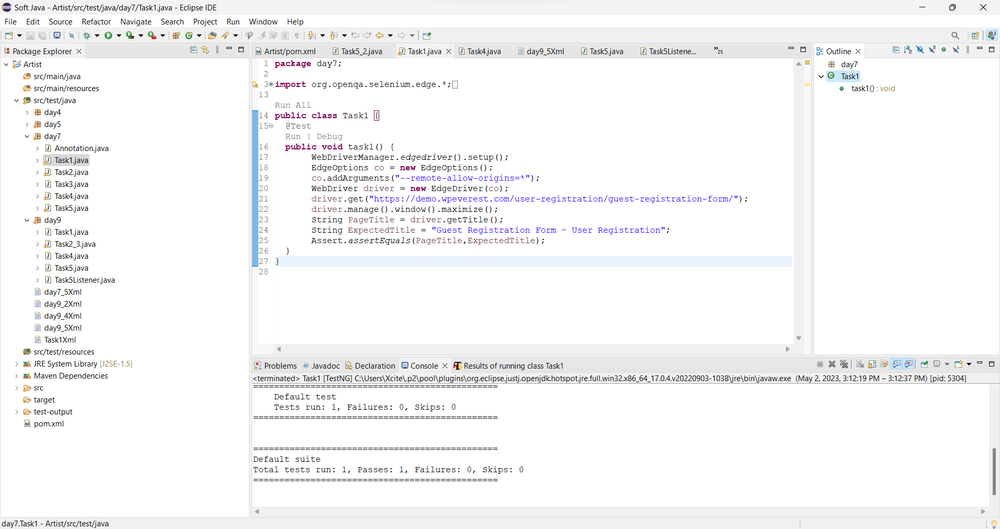 Soft Java - Artist/src/test/java/day7/Task1.java - Eclipse IDE
File Edit Source Refactor Navigate Search Project Run Window Help
Package Explorer
Artist
src/main/java
src/main/resources
src/test/java
day4
day5
day7
Annotation.java
Task1.java
Task2.java
Task3.java
Task4.java
Task5.java
day9
Task1.java
Task2_3.java
Task4.java
Task5.java
Task5Listener.java
day7_5Xml
day9_2Xml
day9_4Xml
day9_5Xml
Task1Xml
src/test/resources
JRE System Library [J2SE-1.5]
Maven Dependencies
src
target
test-output
pom.xml
Artist/pom.xml Task5_2.java Task1.java Task4.java day9_5Xml Task5.java Task5Listene... »25
1 package day7;
2
3 import org.openqa.selenium.edge.*;
13
Run All
14 public class Task1 {
15 @Test
Run | Debug
16 public void task1() {
17 WebDriverManager.edgedriver().setup();
18 EdgeOptions co = new EdgeOptions();
19 co.addArguments("--remote-allow-origins=*");
20 WebDriver driver = new EdgeDriver(co);
21 driver.get("https://demo.wpeverest.com/user-registration/guest-registration-form/");
22 driver.manage().window().maximize();
23 String PageTitle = driver.getTitle();
24 String ExpectedTitle = "Guest Registration Form – User Registration";
25 Assert.assertEquals(PageTitle,ExpectedTitle);
26 }
27 }
28
Outline
day7
Task1
task1() : void
Problems Javadoc Declaration Console Results of running class Task1
<terminated> Task1 [TestNG] C:\Users\Xcite\.p2\pool\plugins\org.eclipse.justj.openjdk.hotspot.jre.full.win32.x86_64_17.0.4.v20220903-1038\jre\bin\javaw.exe (May 2, 2023, 3:12:19 PM – 3:12:37 PM) [pid: 5304]
===============================================
Default test
Tests run: 1, Failures: 0, Skips: 0
===============================================
===============================================
Default suite
Total tests run: 1, Passes: 1, Failures: 0, Skips: 0
===============================================
day7.Task1 - Artist/src/test/java